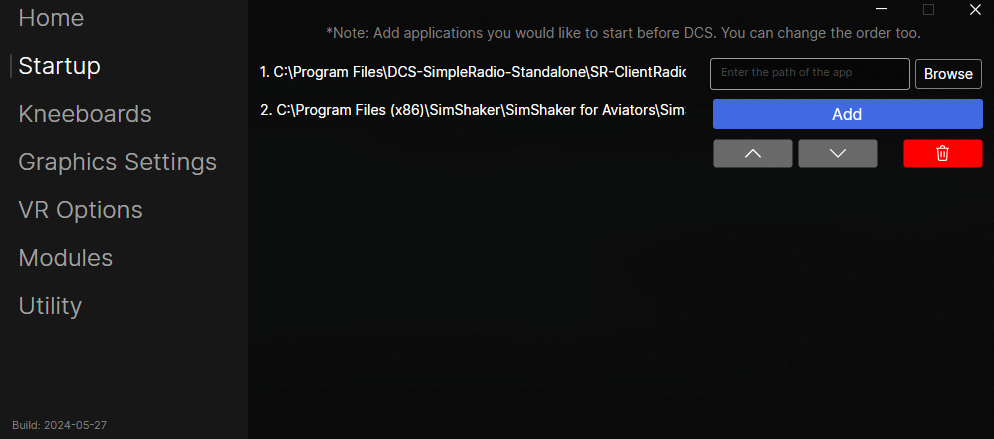 Home
Startup
Kneeboards
Graphics Settings
VR Options
Modules
Utility
Build: 2024-05-27
*Note: Add applications you would like to start before DCS. You can change the order too.
1. C:\Program Files\DCS-SimpleRadio-Standalone\SR-ClientRadio
2. C:\Program Files (x86)\SimShaker\SimShaker for Aviators\Sim
Enter the path of the app
Browse
Add